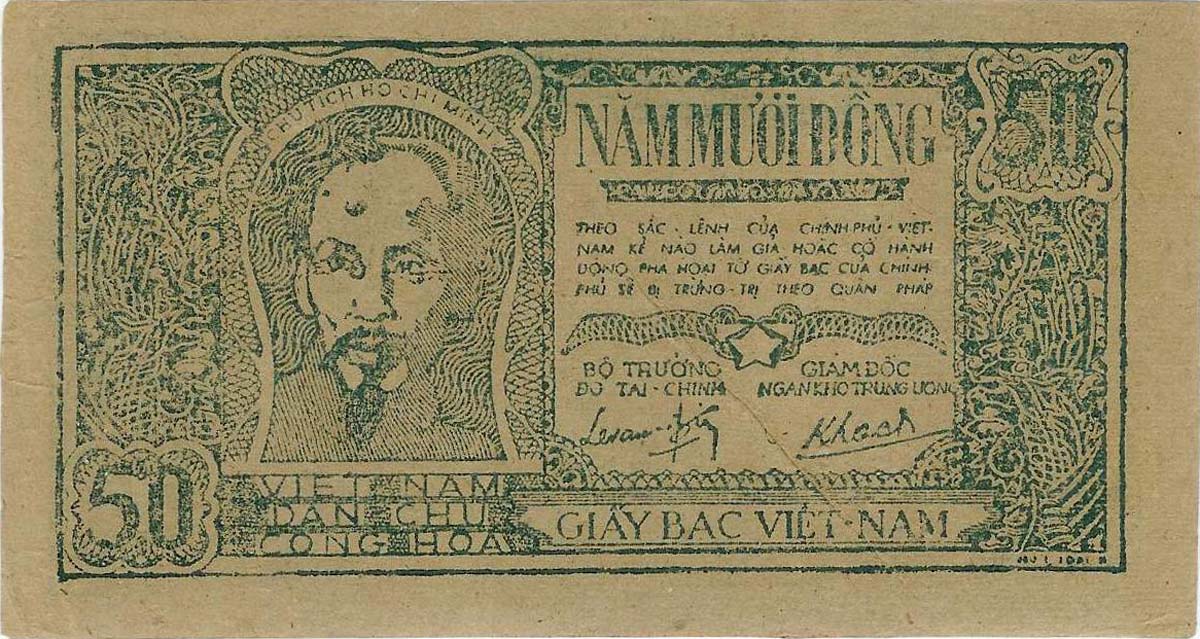 CHỦ TỊCH HỒ CHÍ MINH
50
NĂM MƯƠI ĐỒNG
THEO SẮC - LỆNH CỦA CHÍNH PHỦ - VIỆT-
NAM KẺ NÀO LÀM GIẢ HOẶC CÓ HÀNH
ĐỘNG PHÁ HOẠI TỜ GIẤY BẠC CỦA CHÍNH-
PHỦ SẼ BỊ TRỪNG - TRỊ THEO QUÂN PHÁP
BỘ TRƯỞNG
BỘ TÀI - CHÍNH
GIÁM ĐỐC
NGÂN KHỐ TRUNG ƯƠNG
50
VIỆT NAM
DÂN CHỦ
CỘNG HÒA
GIẤY BẠC VIỆT-NAM